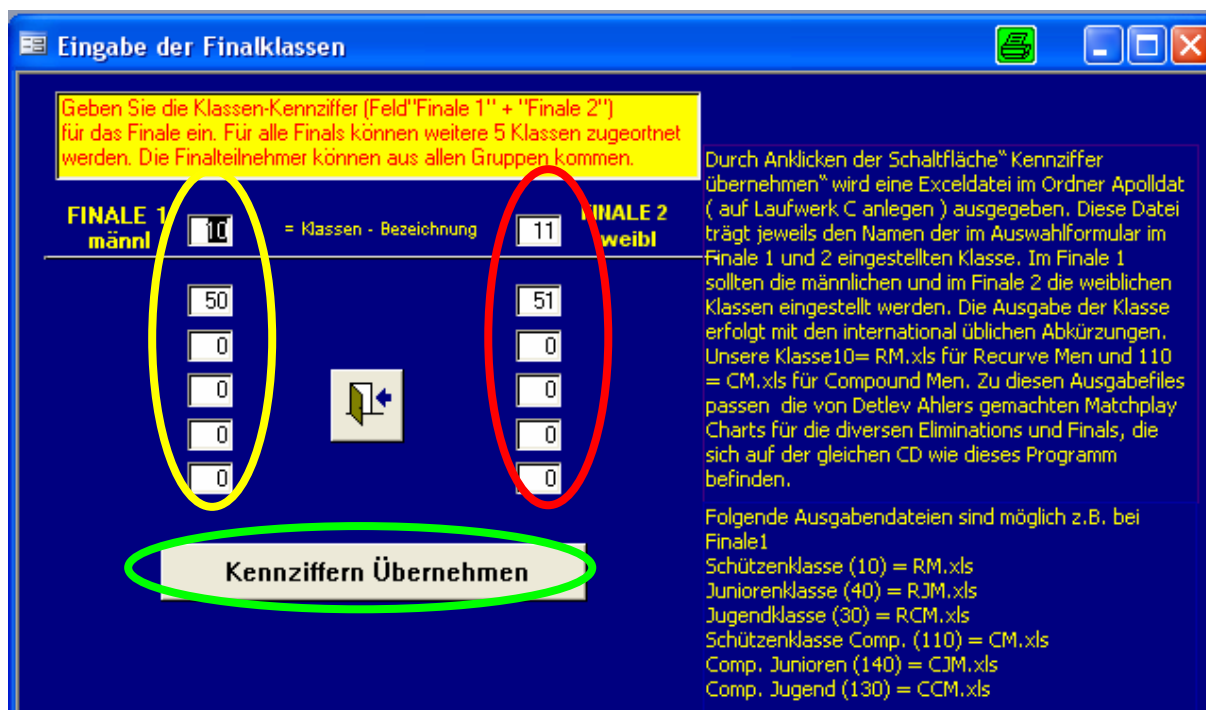 Eingabe der Finalklassen
Geben Sie die Klassen-Kennziffer (Feld"Finale 1" + "Finale 2")
für das Finale ein. Für alle Finals können weitere 5 Klassen zugeortnet
werden. Die Finalteilnehmer können aus allen Gruppen kommen.
FINALE 1
männl
10
= Klassen - Bezeichnung
11
FINALE 2
weibl
50
51
0
0
0
0
0
0
0
0
Kennziffern Übernehmen
Durch Anklicken der Schaltfläche" Kennziffer
übernehmen" wird eine Exceldatei im Ordner Apolldat
( auf Laufwerk C anlegen ) ausgegeben. Diese Datei
trägt jeweils den Namen der im Auswahlformular im
Finale 1 und 2 eingestellten Klasse. Im Finale 1
sollten die männlichen und im Finale 2 die weiblichen
Klassen eingestellt werden. Die Ausgabe der Klasse
erfolgt mit den international üblichen Abkürzungen.
Unsere Klasse10= RM.xls für Recurve Men und 110
= CM.xls für Compound Men. Zu diesen Ausgabefiles
passen die von Detlev Ahlers gemachten Matchplay
Charts für die diversen Eliminations und Finals, die
sich auf der gleichen CD wie dieses Programm
befinden.
Folgende Ausgabendateien sind möglich z.B. bei
Finale1
Schützenklasse (10) = RM.xls
Juniorenklasse (40) = RJM.xls
Jugendklasse (30) = RCM.xls
Schützenklasse Comp. (110) = CM.xls
Comp. Junioren (140) = CJM.xls
Comp. Jugend (130) = CCM.xls